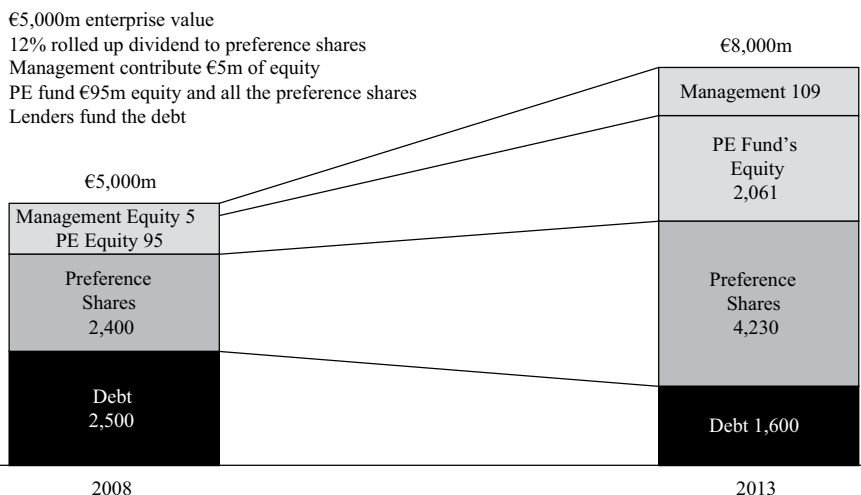 €5,000m enterprise value
12% rolled up dividend to preference shares
Management contribute €5m of equity
PE fund €95m equity and all the preference shares
Lenders fund the debt
€5,000m
Management Equity 5
PE Equity 95
Preference
Shares
2,400
Debt
2,500
2008
€8,000m
Management 109
PE Fund's
Equity
2,061
Preference
Shares
4,230
Debt 1,600
2013